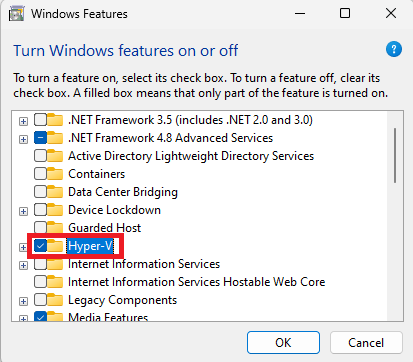 Windows Features
Turn Windows features on or off
To turn a feature on, select its check box. To turn a feature off, clear its
check box. A filled box means that only part of the feature is turned on.
.NET Framework 3.5 (includes .NET 2.0 and 3.0)
.NET Framework 4.8 Advanced Services
Active Directory Lightweight Directory Services
Containers
Data Center Bridging
Device Lockdown
Guarded Host
Hyper-V
Internet Information Services
Internet Information Services Hostable Web Core
Legacy Components
Media Features
OK Cancel